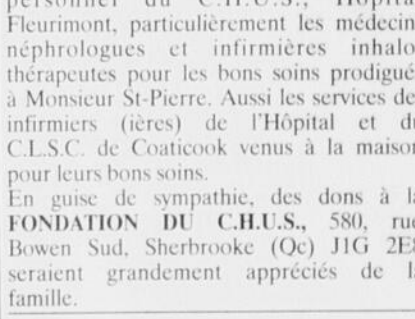 personnel du C.H.U.S., Hôpital
Fleurimont, particulièrement les médecin
néphrologues et infirmières inhalo
thérapeutes pour les bons soins prodigué
à Monsieur St-Pierre. Aussi les services de
infirmiers (ières) de l'Hôpital et du
C.L.S.C. de Coaticook venus à la maison
pour leurs bons soins.
En guise de sympathie, des dons à la
FONDATION DU C.H.U.S., 580, rue
Bowen Sud, Sherbrooke (Qc) J1G 2E8
seraient grandement appréciés de la
famille.